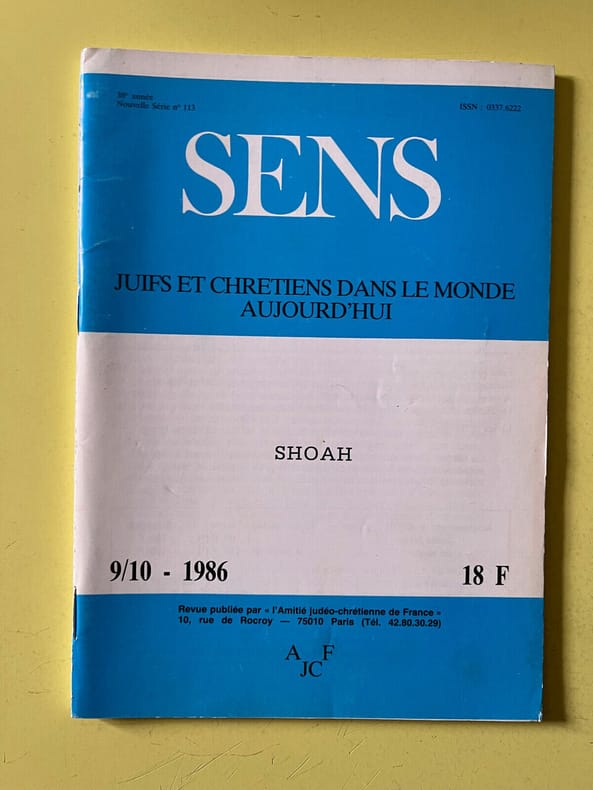 38e année
Nouvelle Série n° 113
ISSN : 0337.6222
SENS
JUIFS ET CHRETIENS DANS LE MONDE
AUJOURD'HUI
SHOAH
9/10 - 1986
18 F
Revue publiée par « l'Amitié judéo-chrétienne de France »
10, rue de Rocroy — 75010 Paris (Tél. 42.80.30.29)
A F
JC